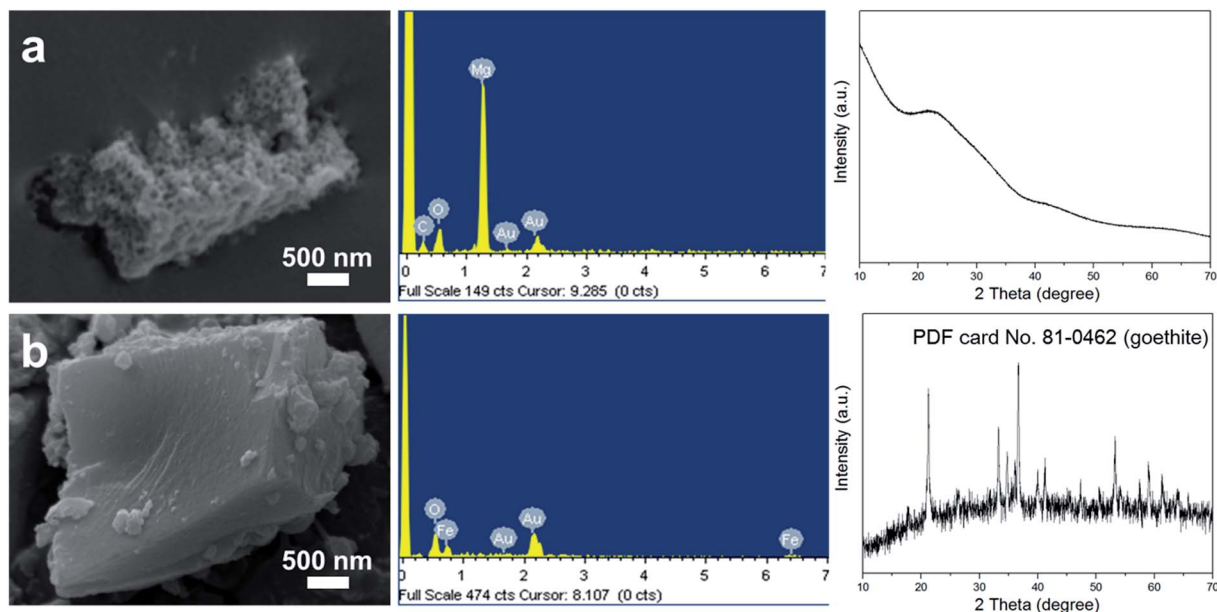 a
500 nm
Mg
C
O
Au
Au
0 1 2 3 4 5 6 7
Full Scale 149 cts Cursor: 9.285 (0 cts)
Intensity (a.u.)
10 20 30 40 50 60 70
2 Theta (degree)
b
500 nm
O
Fe
Au
Au
Fe
0 1 2 3 4 5 6 7
Full Scale 474 cts Cursor: 8.107 (0 cts)
PDF card No. 81-0462 (goethite)
Intensity (a.u.)
10 20 30 40 50 60 70
2 Theta (degree)